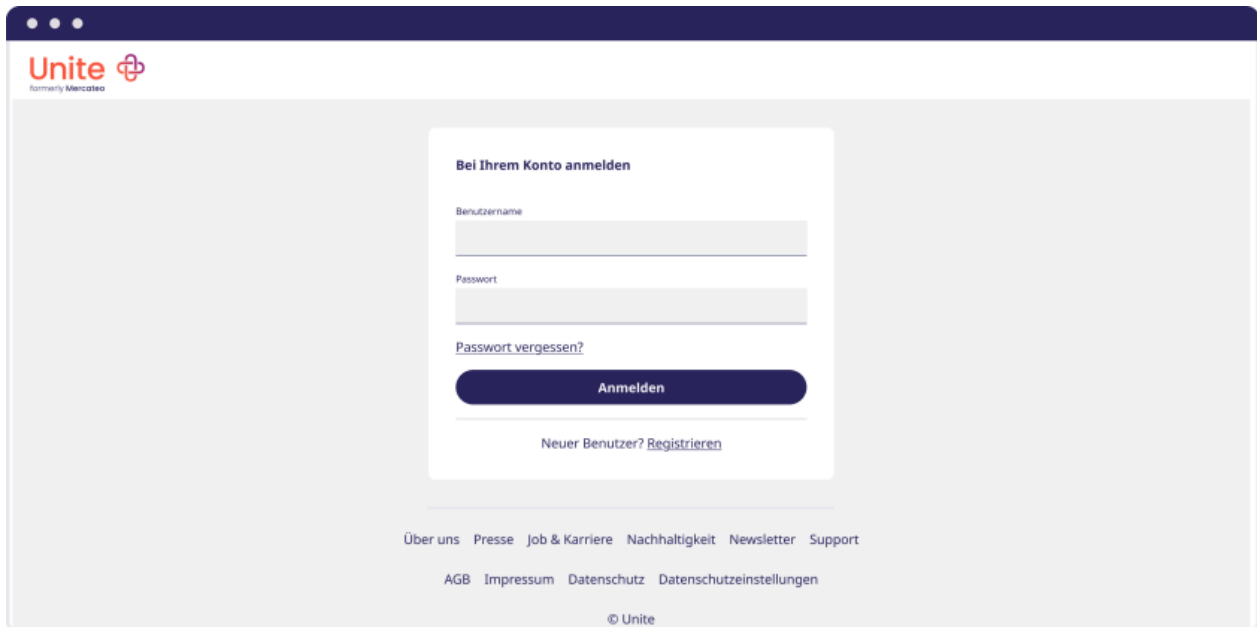 Unite
formerly Mercateo
Bei Ihrem Konto anmelden
Benutzername
Passwort
Passwort vergessen?
Anmelden
Neuer Benutzer? Registrieren
Über uns Presse Job & Karriere Nachhaltigkeit Newsletter Support
AGB Impressum Datenschutz Datenschutzeinstellungen
© Unite